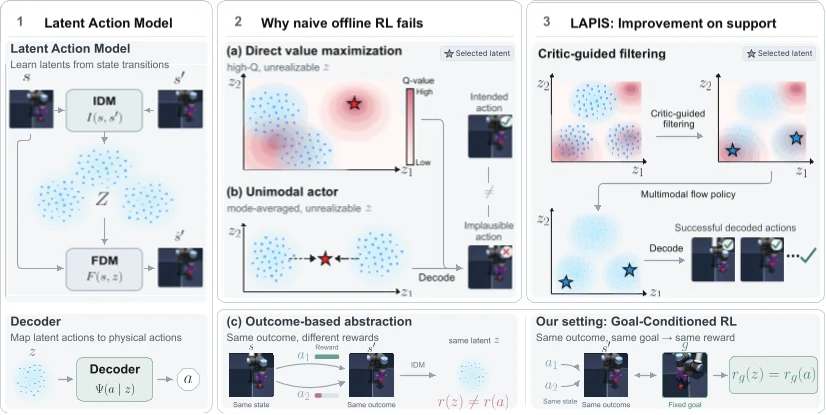 1 Latent Action Model
Latent Action Model
Learn latents from state transitions
s
s′
IDM
I(s, s′)
Z
FDM
F(s, z)
ŝ′
Decoder
Map latent actions to physical actions
z
Decoder
Ψ(a | z)
a
2 Why naive offline RL fails
(a) Direct value maximization
high-Q, unrealizable z
Selected latent
z2
Q-value
High
Low
z1
Intended
action
≠
(b) Unimodal actor
mode-averaged, unrealizable z
z2
z1
Implausible
action
Decode
(c) Outcome-based abstraction
Same outcome, different rewards
s
Reward
a1
a2
s′
Same state
Same outcome
IDM
same latent z
r(z) ≠ r(a)
3 LAPIS: Improvement on support
Critic-guided filtering
Selected latent
z2
z1
Critic-guided
filtering
z2
z1
Multimodal flow policy
z2
z1
Decode
Successful decoded actions
Our setting: Goal-Conditioned RL
Same outcome, same goal → same reward
a1
a2
Same state
s′
Same outcome
g
Fixed goal
rg(z) = rg(a)